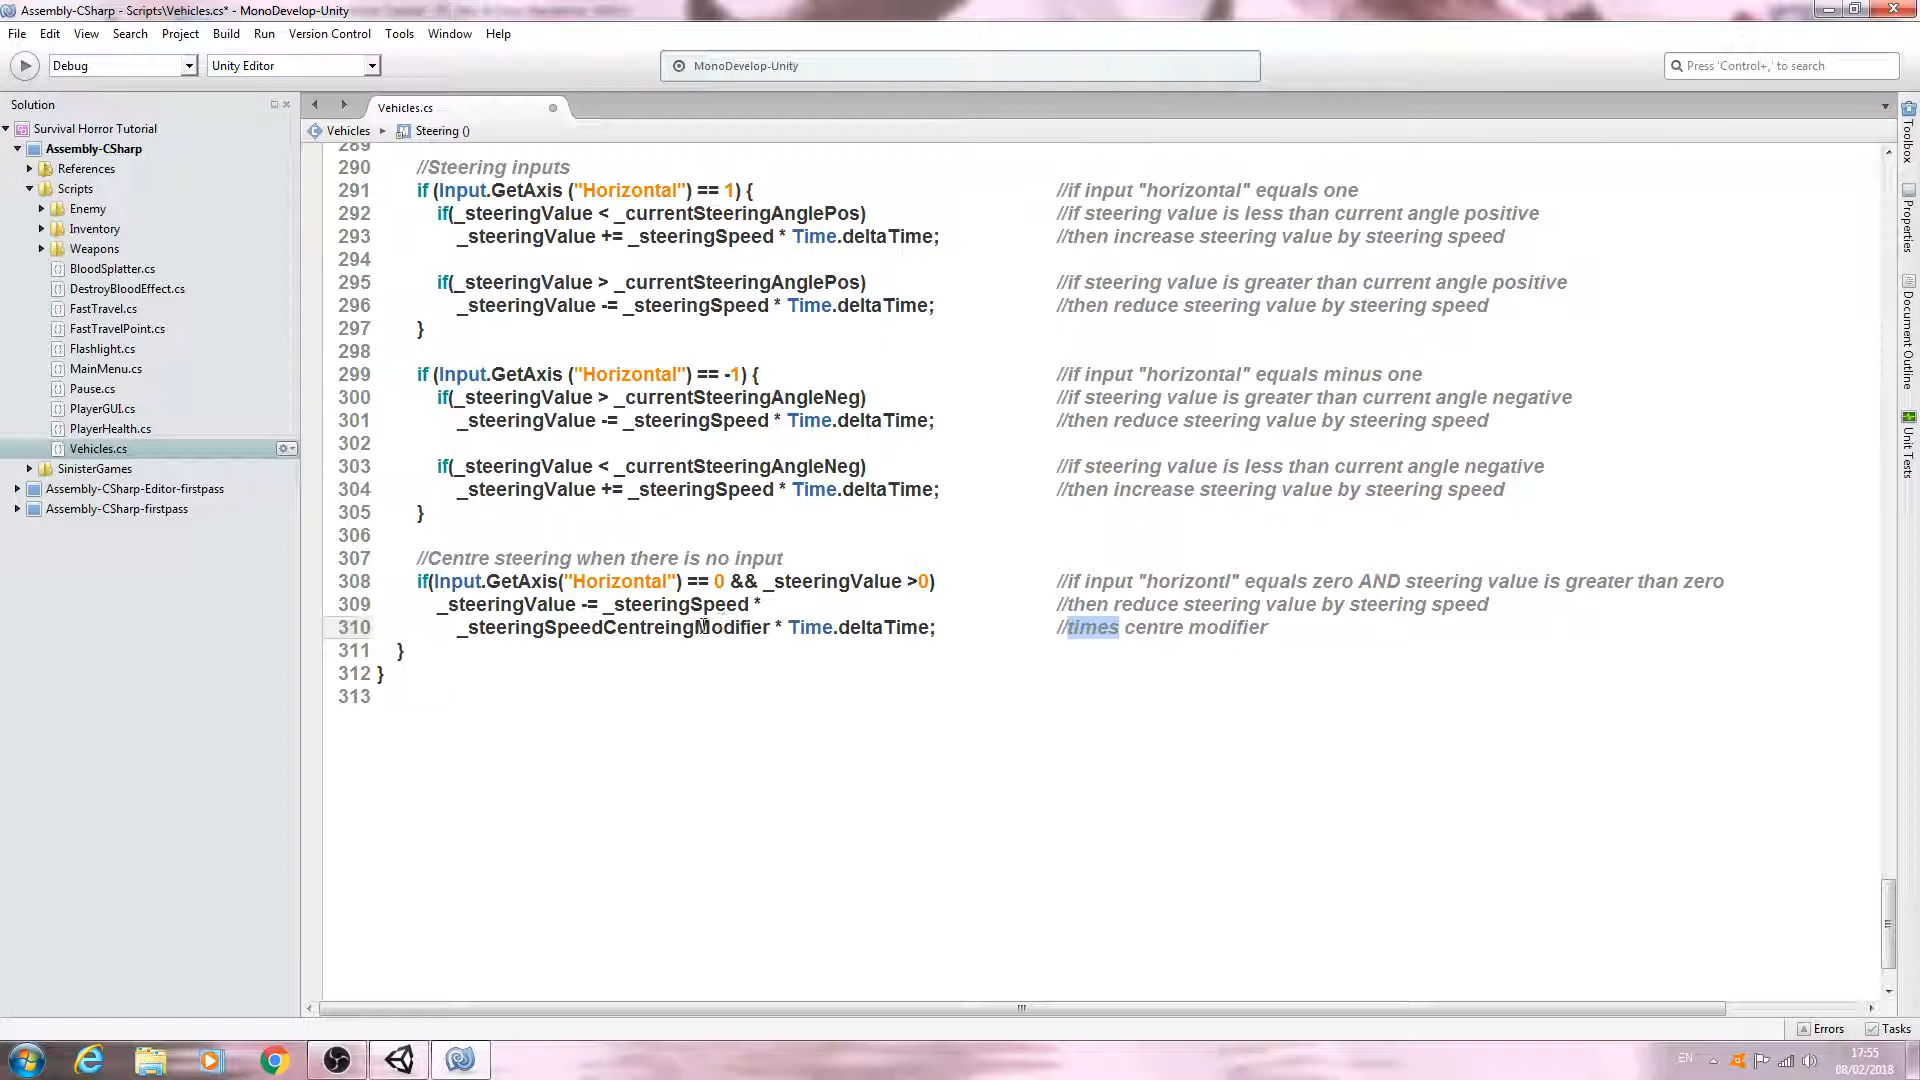 Assembly-CSharp - Scripts\Vehicles.cs* - MonoDevelop-Unity
File Edit View Search Project Build Run Version Control Tools Window Help
Debug Unity Editor MonoDevelop-Unity Press 'Control+,' to search
Solution
Survival Horror Tutorial
Assembly-CSharp
References
Scripts
Enemy
Inventory
Weapons
BloodSplatter.cs
DestroyBloodEffect.cs
FastTravel.cs
FastTravelPoint.cs
Flashlight.cs
MainMenu.cs
Pause.cs
PlayerGUI.cs
PlayerHealth.cs
Vehicles.cs
SinisterGames
Assembly-CSharp-Editor-firstpass
Assembly-CSharp-firstpass
Vehicles.cs
Vehicles Steering ()
289
290 //Steering inputs
291 if (Input.GetAxis ("Horizontal") == 1) { //if input "horizontal" equals one
292 if(_steeringValue < _currentSteeringAnglePos) //if steering value is less than current angle positive
293 _steeringValue += _steeringSpeed * Time.deltaTime; //then increase steering value by steering speed
294
295 if(_steeringValue > _currentSteeringAnglePos) //if steering value is greater than current angle positive
296 _steeringValue -= _steeringSpeed * Time.deltaTime; //then reduce steering value by steering speed
297 }
298
299 if (Input.GetAxis ("Horizontal") == -1) { //if input "horizontal" equals minus one
300 if(_steeringValue > _currentSteeringAngleNeg) //if steering value is greater than current angle negative
301 _steeringValue -= _steeringSpeed * Time.deltaTime; //then reduce steering value by steering speed
302
303 if(_steeringValue < _currentSteeringAngleNeg) //if steering value is less than current angle negative
304 _steeringValue += _steeringSpeed * Time.deltaTime; //then increase steering value by steering speed
305 }
306
307 //Centre steering when there is no input
308 if(Input.GetAxis("Horizontal") == 0 && _steeringValue >0) //if input "horizontl" equals zero AND steering value is greater than zero
309 _steeringValue -= _steeringSpeed * //then reduce steering value by steering speed
310 _steeringSpeedCentreingModifier * Time.deltaTime; //times centre modifier
311 }
312 }
313
Toolbox
Properties
Document Outline
Unit Tests
Errors Tasks
EN
17:55
08/02/2018